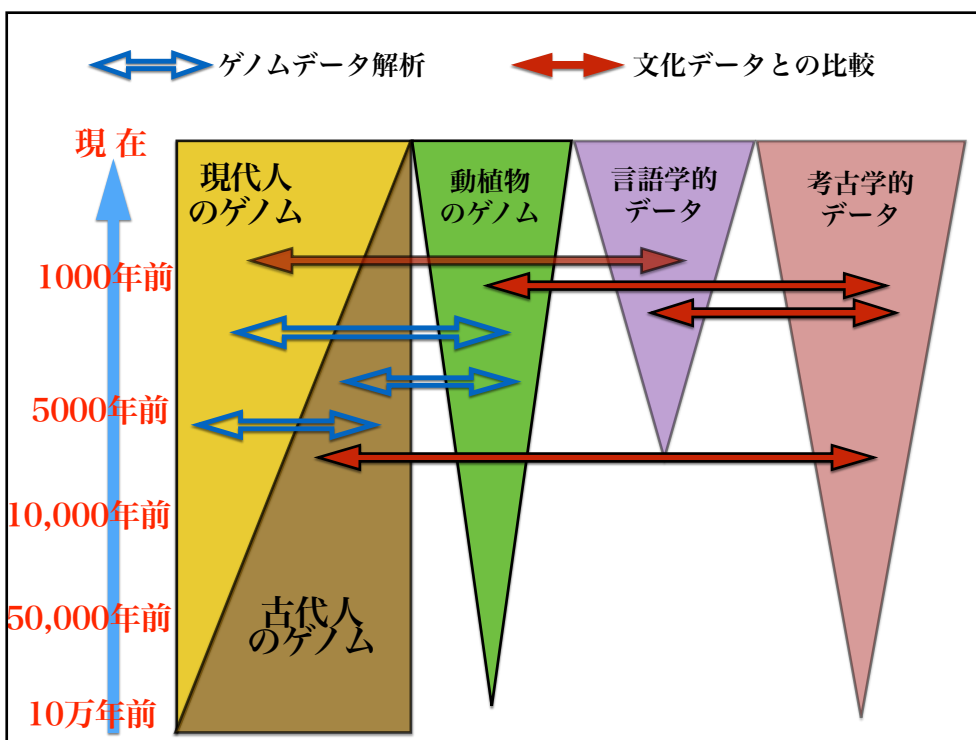 ゲノムデータ解析
文化データとの比較
現 在
現代人
のゲノム
動植物
のゲノム
言語学的
データ
考古学的
データ
1000年前
5000年前
10,000年前
50,000年前
古代人
のゲノム
10万年前